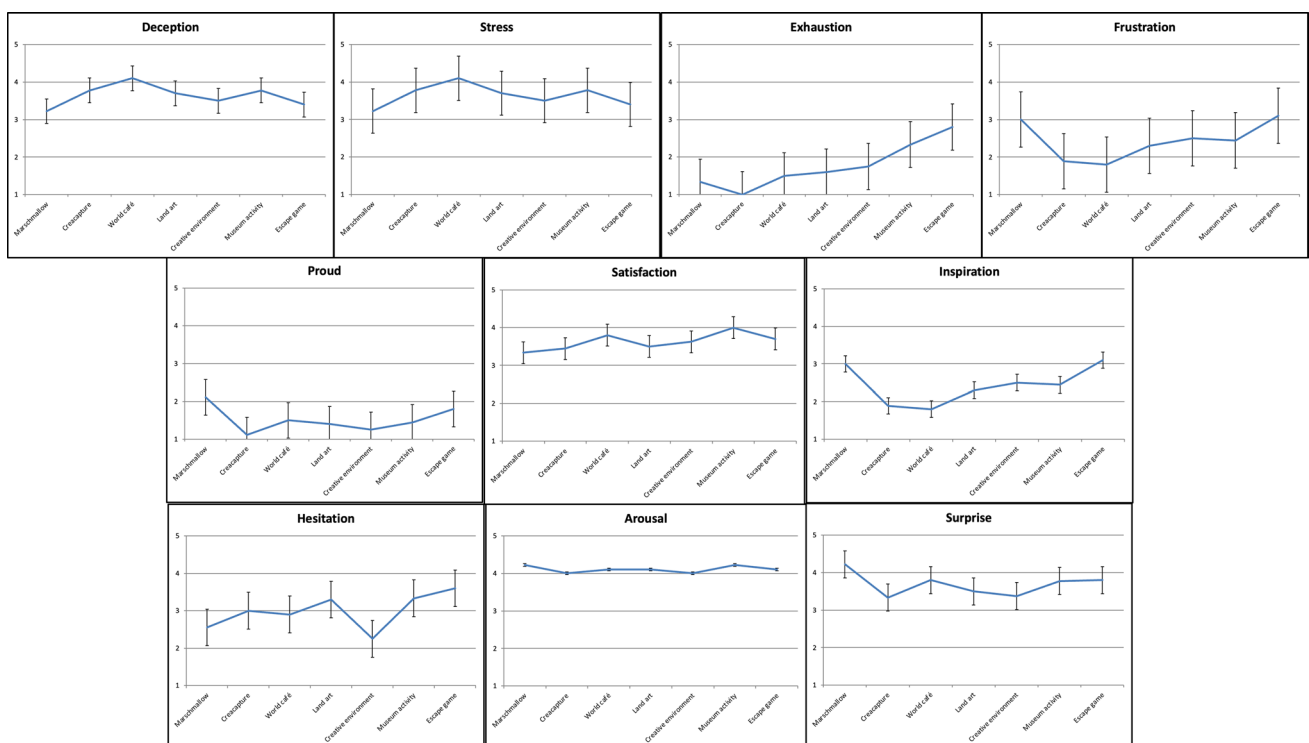 Deception
5
4
3
2
1
Marschmallow
Creacapture
World café
Land art
Creative environment
Museum activity
Escape game
Stress
5
4
3
2
1
Marschmallow
Creacapture
World café
Land art
Creative environment
Museum activity
Escape game
Exhaustion
5
4
3
2
1
Marschmallow
Creacapture
World café
Land art
Creative environment
Museum activity
Escape game
Frustration
5
4
3
2
1
Marschmallow
Creacapture
World café
Land art
Creative environment
Museum activity
Escape game
Proud
5
4
3
2
1
Marschmallow
Creacapture
World café
Land art
Creative environment
Museum activity
Escape game
Satisfaction
5
4
3
2
1
Marschmallow
Creacapture
World café
Land art
Creative environment
Museum activity
Escape game
Inspiration
5
4
3
2
1
Marschmallow
Creacapture
World café
Land art
Creative environment
Museum activity
Escape game
Hesitation
5
4
3
2
1
Marschmallow
Creacapture
World café
Land art
Creative environment
Museum activity
Escape game
Arousal
5
4
3
2
1
Marschmallow
Creacapture
World café
Land art
Creative environment
Museum activity
Escape game
Surprise
5
4
3
2
1
Marschmallow
Creacapture
World café
Land art
Creative environment
Museum activity
Escape game